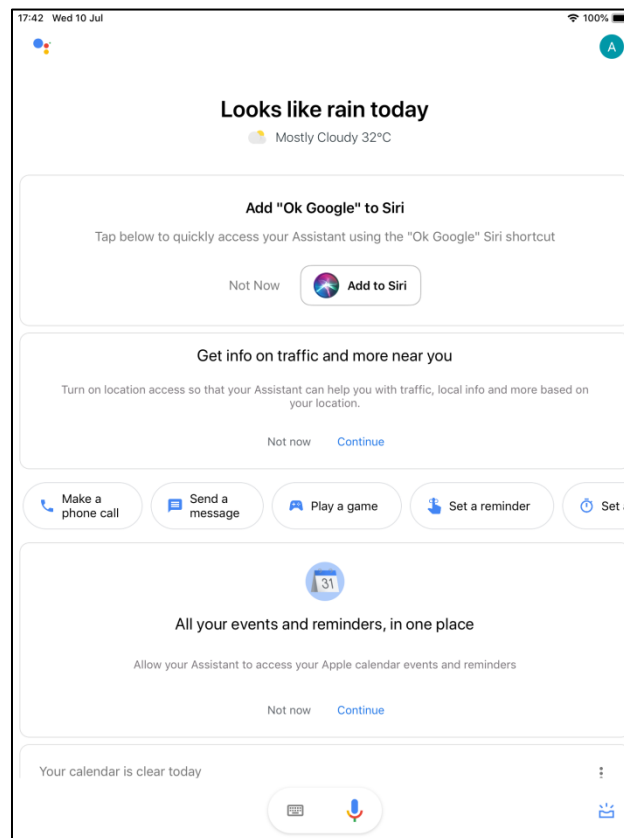 17:42 Wed 10 Jul
100%
A
Looks like rain today
Mostly Cloudy 32°C
Add "Ok Google" to Siri
Tap below to quickly access your Assistant using the "Ok Google" Siri shortcut
Not Now
Add to Siri
Get info on traffic and more near you
Turn on location access so that your Assistant can help you with traffic, local info and more based on
your location.
Not now
Continue
Make a
phone call
Send a
message
Play a game
Set a reminder
Set
31
All your events and reminders, in one place
Allow your Assistant to access your Apple calendar events and reminders
Not now
Continue
Your calendar is clear today